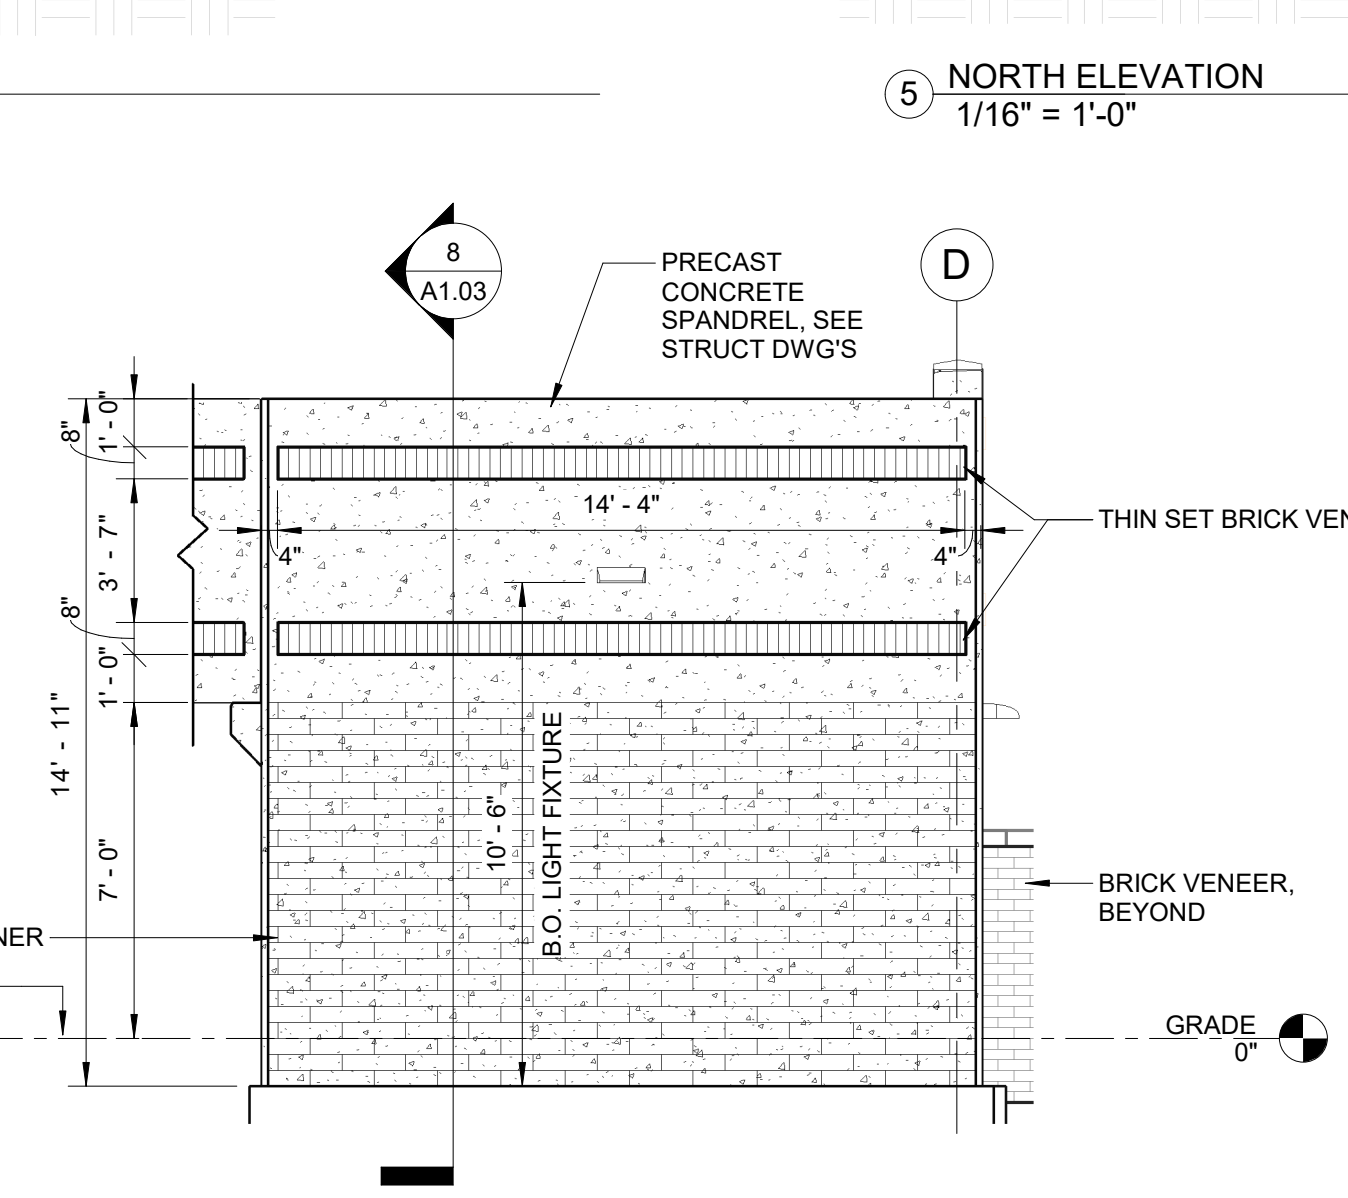 5
NORTH ELEVATION
1/16" = 1'-0"
8
A1.03
PRECAST
CONCRETE
SPANDREL, SEE
STRUCT DWG'S
D
1' - 0"
8"
14' - 4"
THIN SET BRICK VEN
3' - 7"
4"
4"
8"
1' - 0"
14' - 11"
B.O. LIGHT FIXTURE
10' - 6"
7' - 0"
BRICK VENEER,
BEYOND
NER
GRADE
0"